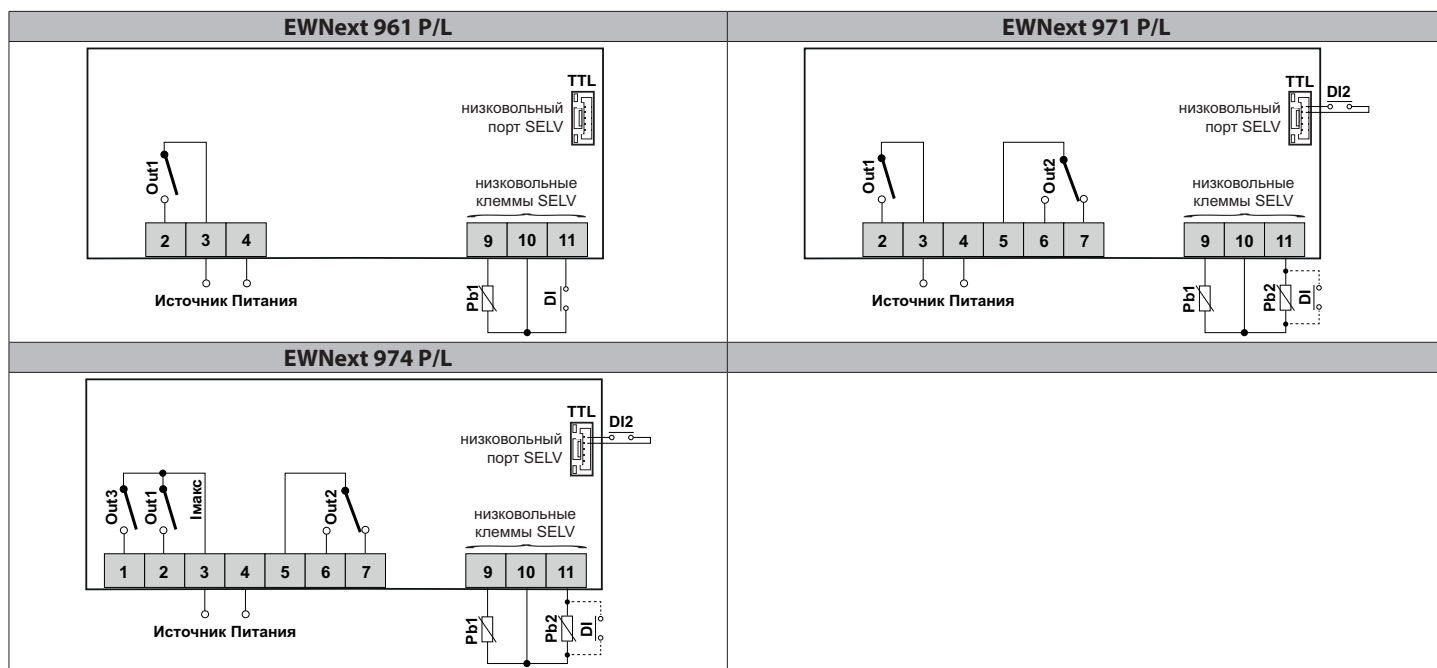 EWNext 961 P/L
TTL
низковольный
порт SELV
Out1
низковольные
клеммы SELV
2 3 4 9 10 11
Источник Питания
Pb1
DI
EWNext 971 P/L
TTL
DI2
низковольный
порт SELV
Out1
Out2
низковольные
клеммы SELV
2 3 4 5 6 7 9 10 11
Источник Питания
Pb1
Pb2
DI
EWNext 974 P/L
TTL
DI2
низковольный
порт SELV
Out3
Out1
Iмакс
Out2
низковольные
клеммы SELV
1 2 3 4 5 6 7 9 10 11
Источник Питания
Pb1
Pb2
DI